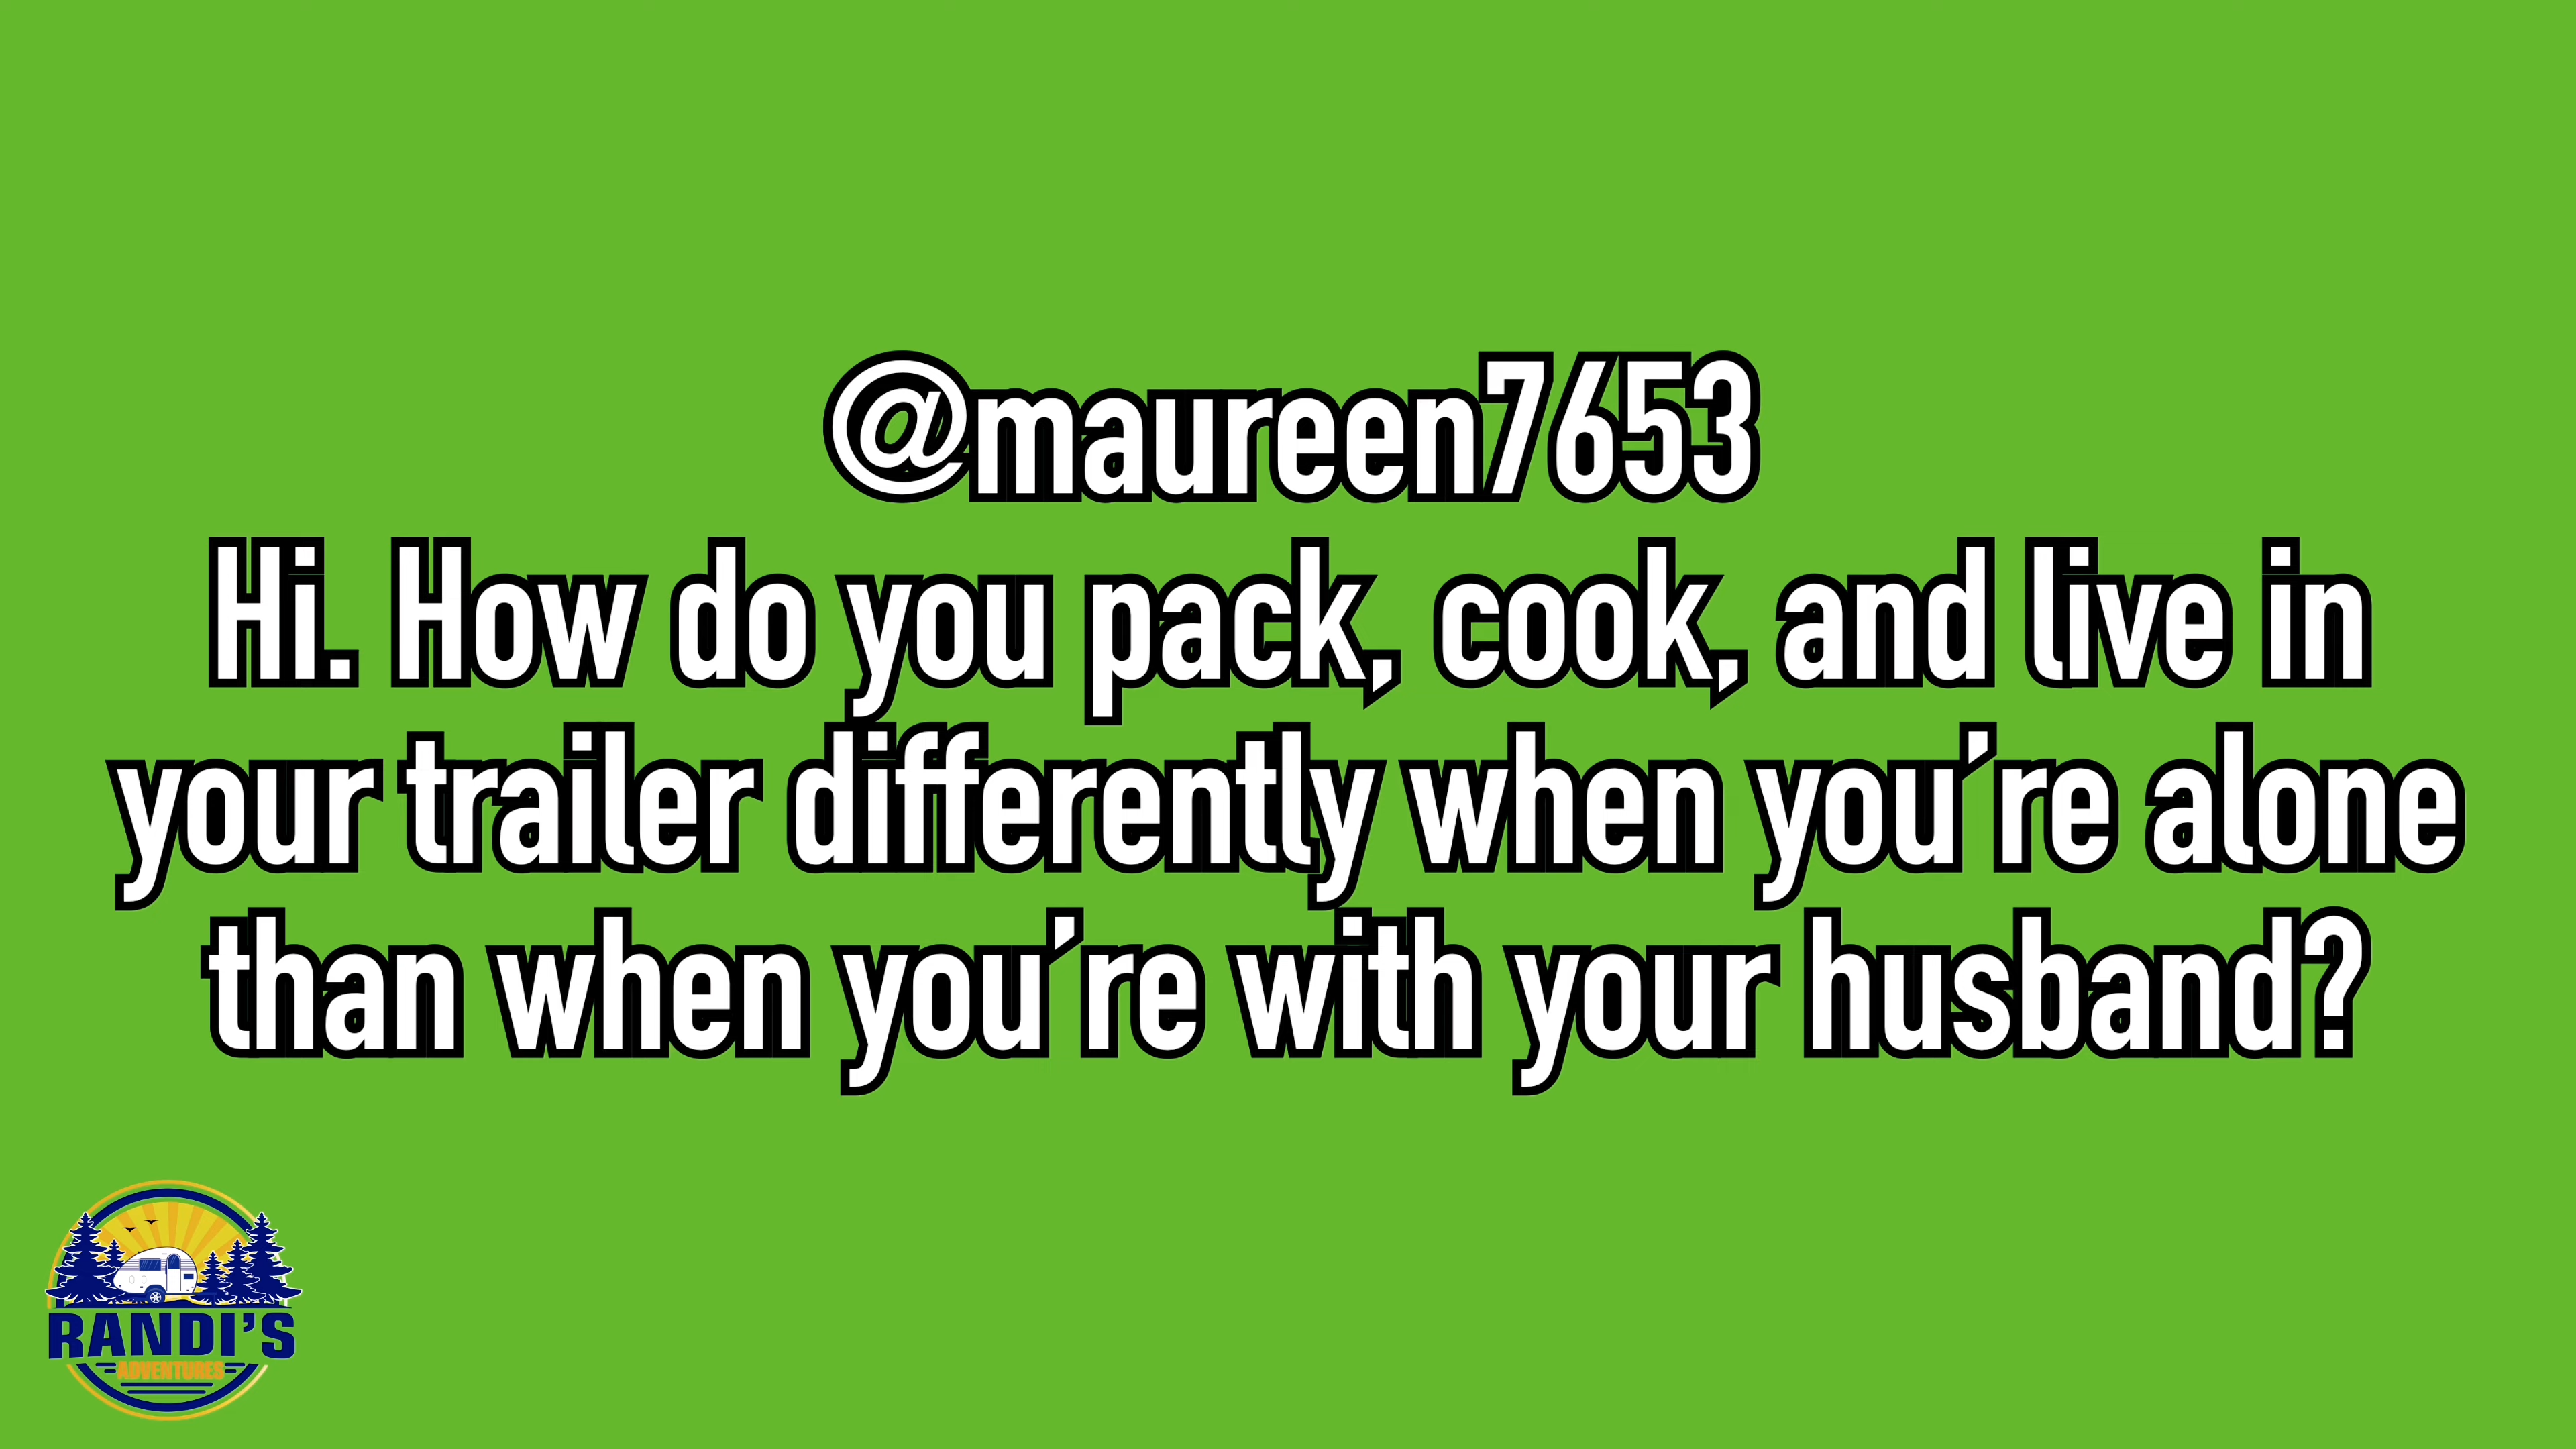 @maureen7653
Hi. How do you pack, cook, and live in
your trailer differently when you're alone
than when you're with your husband?
RANDI'S
ADVENTURES